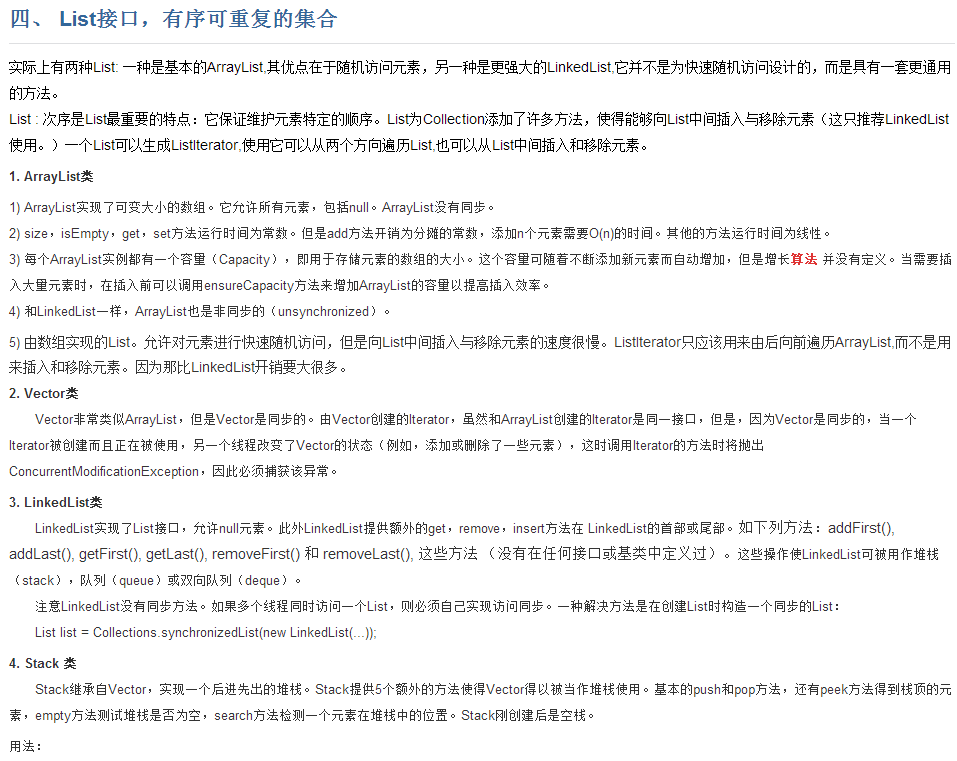 四、 List接口，有序可重复的集合
实际上有两种List: 一种是基本的ArrayList,其优点在于随机访问元素，另一种是更强大的LinkedList,它并不是为快速随机访问设计的，而是具有一套更通用
的方法。
List : 次序是List最重要的特点：它保证维护元素特定的顺序。List为Collection添加了许多方法，使得能够向List中间插入与移除元素（这只推荐LinkedList
使用。）一个List可以生成ListIterator,使用它可以从两个方向遍历List,也可以从List中间插入和移除元素。
1. ArrayList类
1) ArrayList实现了可变大小的数组。它允许所有元素，包括null。ArrayList没有同步。
2) size，isEmpty，get，set方法运行时间为常数。但是add方法开销为分摊的常数，添加n个元素需要O(n)的时间。其他的方法运行时间为线性。
3) 每个ArrayList实例都有一个容量（Capacity），即用于存储元素的数组的大小。这个容量可随着不断添加新元素而自动增加，但是增长算法 并没有定义。当需要插
入大量元素时，在插入前可以调用ensureCapacity方法来增加ArrayList的容量以提高插入效率。
4) 和LinkedList一样，ArrayList也是非同步的（unsynchronized）。
5) 由数组实现的List。允许对元素进行快速随机访问，但是向List中间插入与移除元素的速度很慢。ListIterator只应该用来由后向前遍历ArrayList,而不是用
来插入和移除元素。因为那比LinkedList开销要大很多。
2. Vector类
Vector非常类似ArrayList，但是Vector是同步的。由Vector创建的Iterator，虽然和ArrayList创建的Iterator是同一接口，但是，因为Vector是同步的，当一个
Iterator被创建而且正在被使用，另一个线程改变了Vector的状态（例如，添加或删除了一些元素），这时调用Iterator的方法时将抛出
ConcurrentModificationException，因此必须捕获该异常。
3. LinkedList类
LinkedList实现了List接口，允许null元素。此外LinkedList提供额外的get，remove，insert方法在 LinkedList的首部或尾部。如下列方法：addFirst(),
addLast(), getFirst(), getLast(), removeFirst() 和 removeLast(), 这些方法 （没有在任何接口或基类中定义过）。这些操作使LinkedList可被用作堆栈
（stack），队列（queue）或双向队列（deque）。
注意LinkedList没有同步方法。如果多个线程同时访问一个List，则必须自己实现访问同步。一种解决方法是在创建List时构造一个同步的List：
List list = Collections.synchronizedList(new LinkedList(...));
4. Stack 类
Stack继承自Vector，实现一个后进先出的堆栈。Stack提供5个额外的方法使得Vector得以被当作堆栈使用。基本的push和pop方法，还有peek方法得到栈顶的元
素，empty方法测试堆栈是否为空，search方法检测一个元素在堆栈中的位置。Stack刚创建后是空栈。
用法：